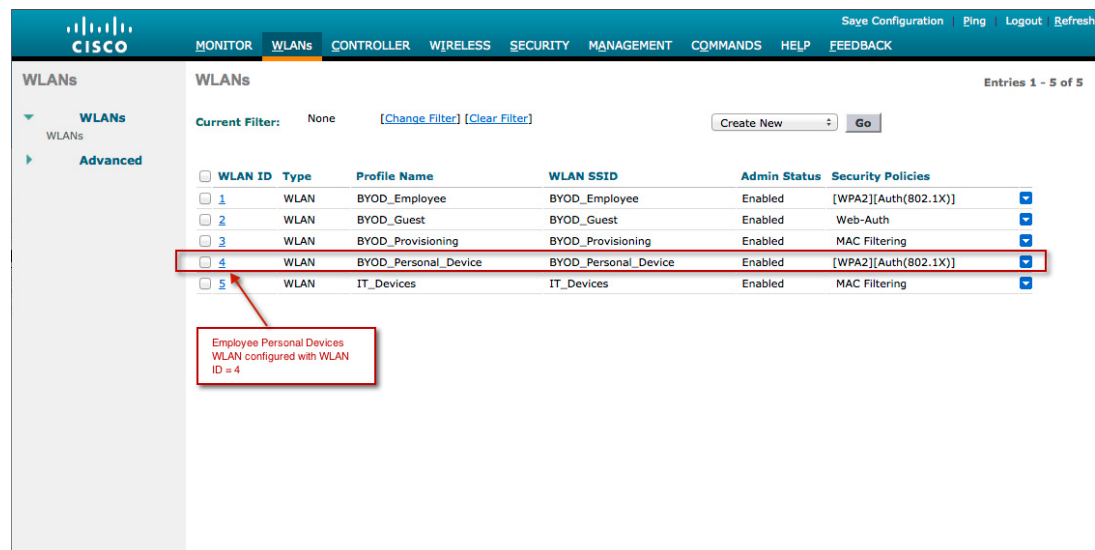 Save Configuration Ping Logout Refresh
CISCO
MONITOR WLANs CONTROLLER WIRELESS SECURITY MANAGEMENT COMMANDS HELP FEEDBACK
WLANs
WLANs
WLANs
Advanced
WLANs
Entries 1 - 5 of 5
Current Filter: None [Change Filter] [Clear Filter]
Create New Go
WLAN ID Type Profile Name WLAN SSID Admin Status Security Policies
1 WLAN BYOD_Employee BYOD_Employee Enabled [WPA2][Auth(802.1X)]
2 WLAN BYOD_Guest BYOD_Guest Enabled Web-Auth
3 WLAN BYOD_Provisioning BYOD_Provisioning Enabled MAC Filtering
4 WLAN BYOD_Personal_Device BYOD_Personal_Device Enabled [WPA2][Auth(802.1X)]
5 WLAN IT_Devices IT_Devices Enabled MAC Filtering
Employee Personal Devices
WLAN configured with WLAN
ID = 4